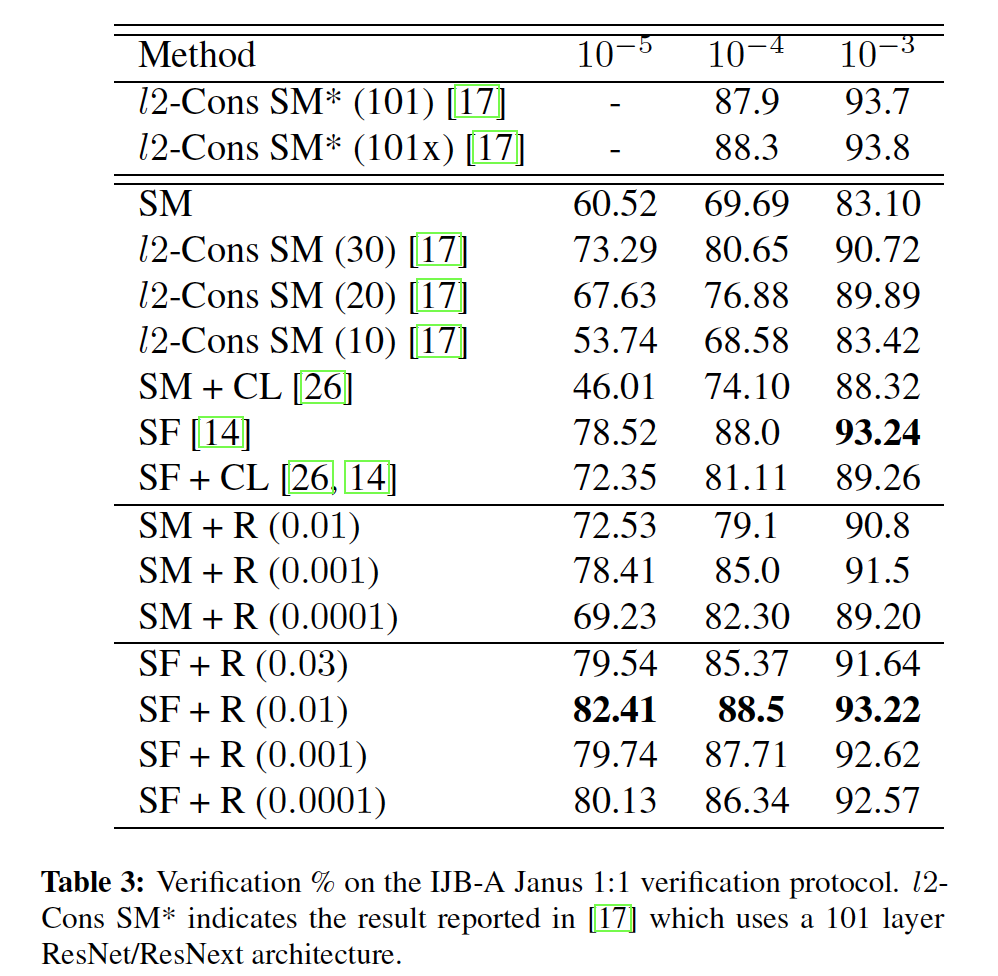 Method 10⁻⁵ 10⁻⁴ 10⁻³
l2-Cons SM* (101) [17] - 87.9 93.7
l2-Cons SM* (101x) [17] - 88.3 93.8
SM 60.52 69.69 83.10
l2-Cons SM (30) [17] 73.29 80.65 90.72
l2-Cons SM (20) [17] 67.63 76.88 89.89
l2-Cons SM (10) [17] 53.74 68.58 83.42
SM + CL [26] 46.01 74.10 88.32
SF [14] 78.52 88.0 93.24
SF + CL [26, 14] 72.35 81.11 89.26
SM + R (0.01) 72.53 79.1 90.8
SM + R (0.001) 78.41 85.0 91.5
SM + R (0.0001) 69.23 82.30 89.20
SF + R (0.03) 79.54 85.37 91.64
SF + R (0.01) 82.41 88.5 93.22
SF + R (0.001) 79.74 87.71 92.62
SF + R (0.0001) 80.13 86.34 92.57
Table 3: Verification % on the IJB-A Janus 1:1 verification protocol. l2-
Cons SM* indicates the result reported in [17] which uses a 101 layer
ResNet/ResNext architecture.